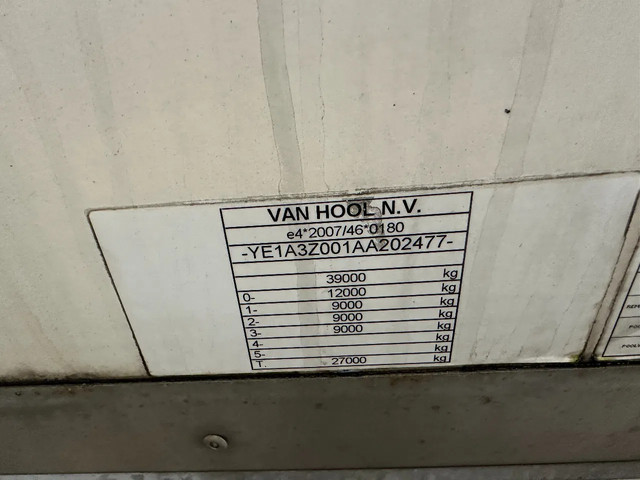 VAN HOOL N.V.
e4*2007/46*0180
-YE1A3Z001AA202477-
39000 kg
0- 12000 kg
1- 9000 kg
2- 9000 kg
3- 9000 kg
4- kg
5- kg
T. 27000 kg